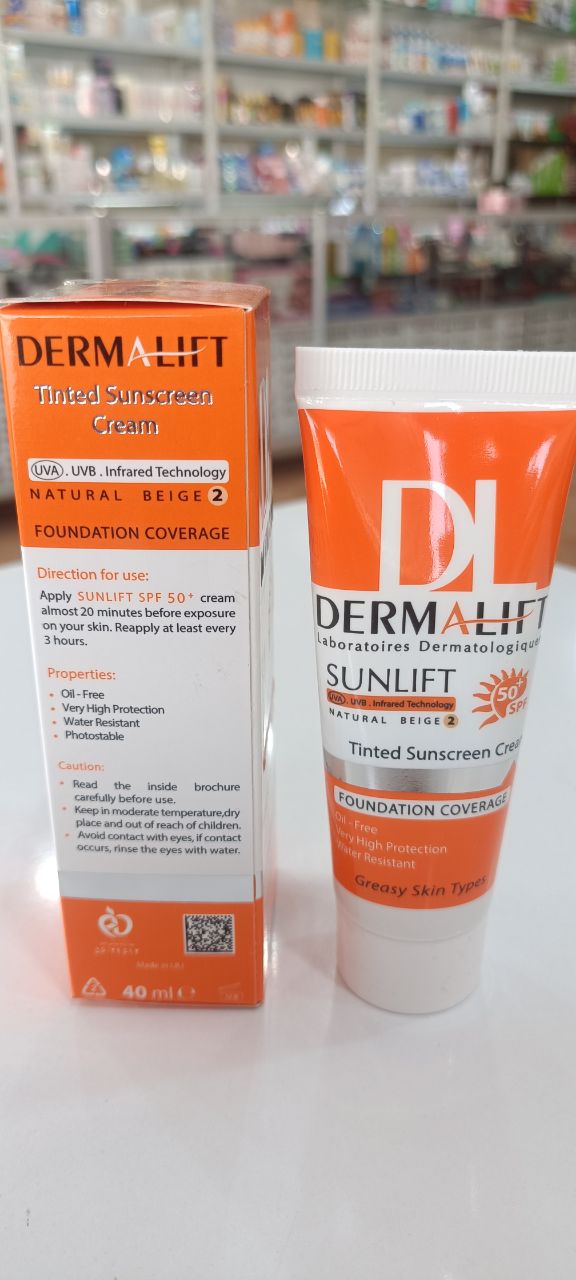 DERMALIFT
Tinted Sunscreen
Cream
UVA . UVB . Infrared Technology
NATURAL BEIGE 2
FOUNDATION COVERAGE
Direction for use:
Apply SUNLIFT SPF 50+ cream
almost 20 minutes before exposure
on your skin. Reapply at least every
3 hours.
Properties:
• Oil - Free
• Very High Protection
• Water Resistant
• Photostable
Caution:
• Read the inside brochure
carefully before use.
• Keep in moderate temperature,dry
place and out of reach of children.
• Avoid contact with eyes, if contact
occurs, rinse the eyes with water.
Made in
40 ml e
DL
DERMALIFT
Laboratoires Dermatologique
SUNLIFT
UVA . UVB . Infrared Technology
NATURAL BEIGE 2
50+
SPF
Tinted Sunscreen Crea
FOUNDATION COVERAGE
Oil - Free
Very High Protection
Water Resistant
Greasy Skin Types